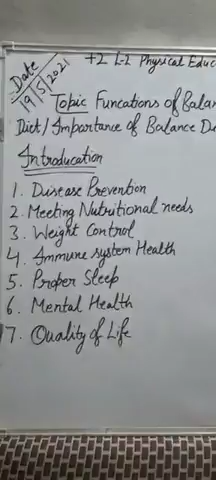 Date +2 L-2 Physical Educ
19/5/2021
Topic Funcations of Balan
Diet/Importance of Balance Di
Introducation
1. Disease Prevention
2. Meeting Nutritional needs
3. Weight Control
4. Immune system Health
5. Proper Sleep
6. Mental Health
7. Quality of Life